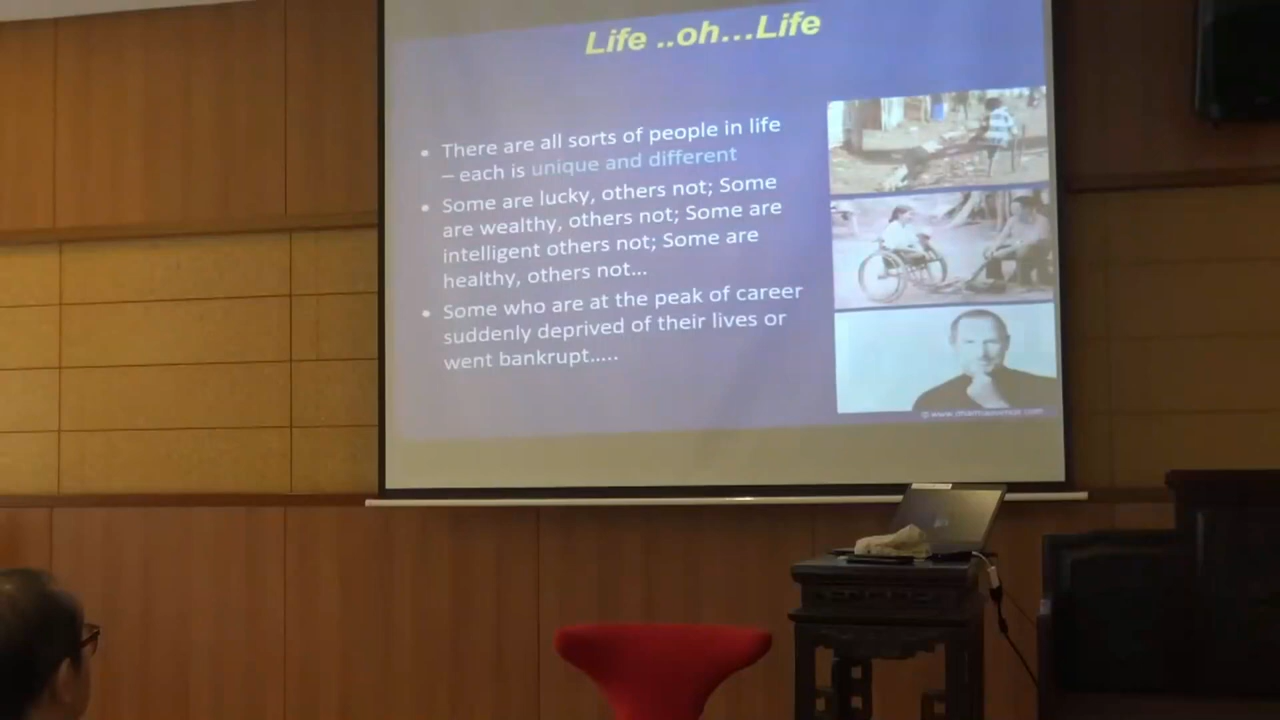 Life ..oh...Life
• There are all sorts of people in life
– each is unique and different
• Some are lucky, others not; Some
are wealthy, others not; Some are
intelligent others not; Some are
healthy, others not...
• Some who are at the peak of career
suddenly deprived of their lives or
went bankrupt.....